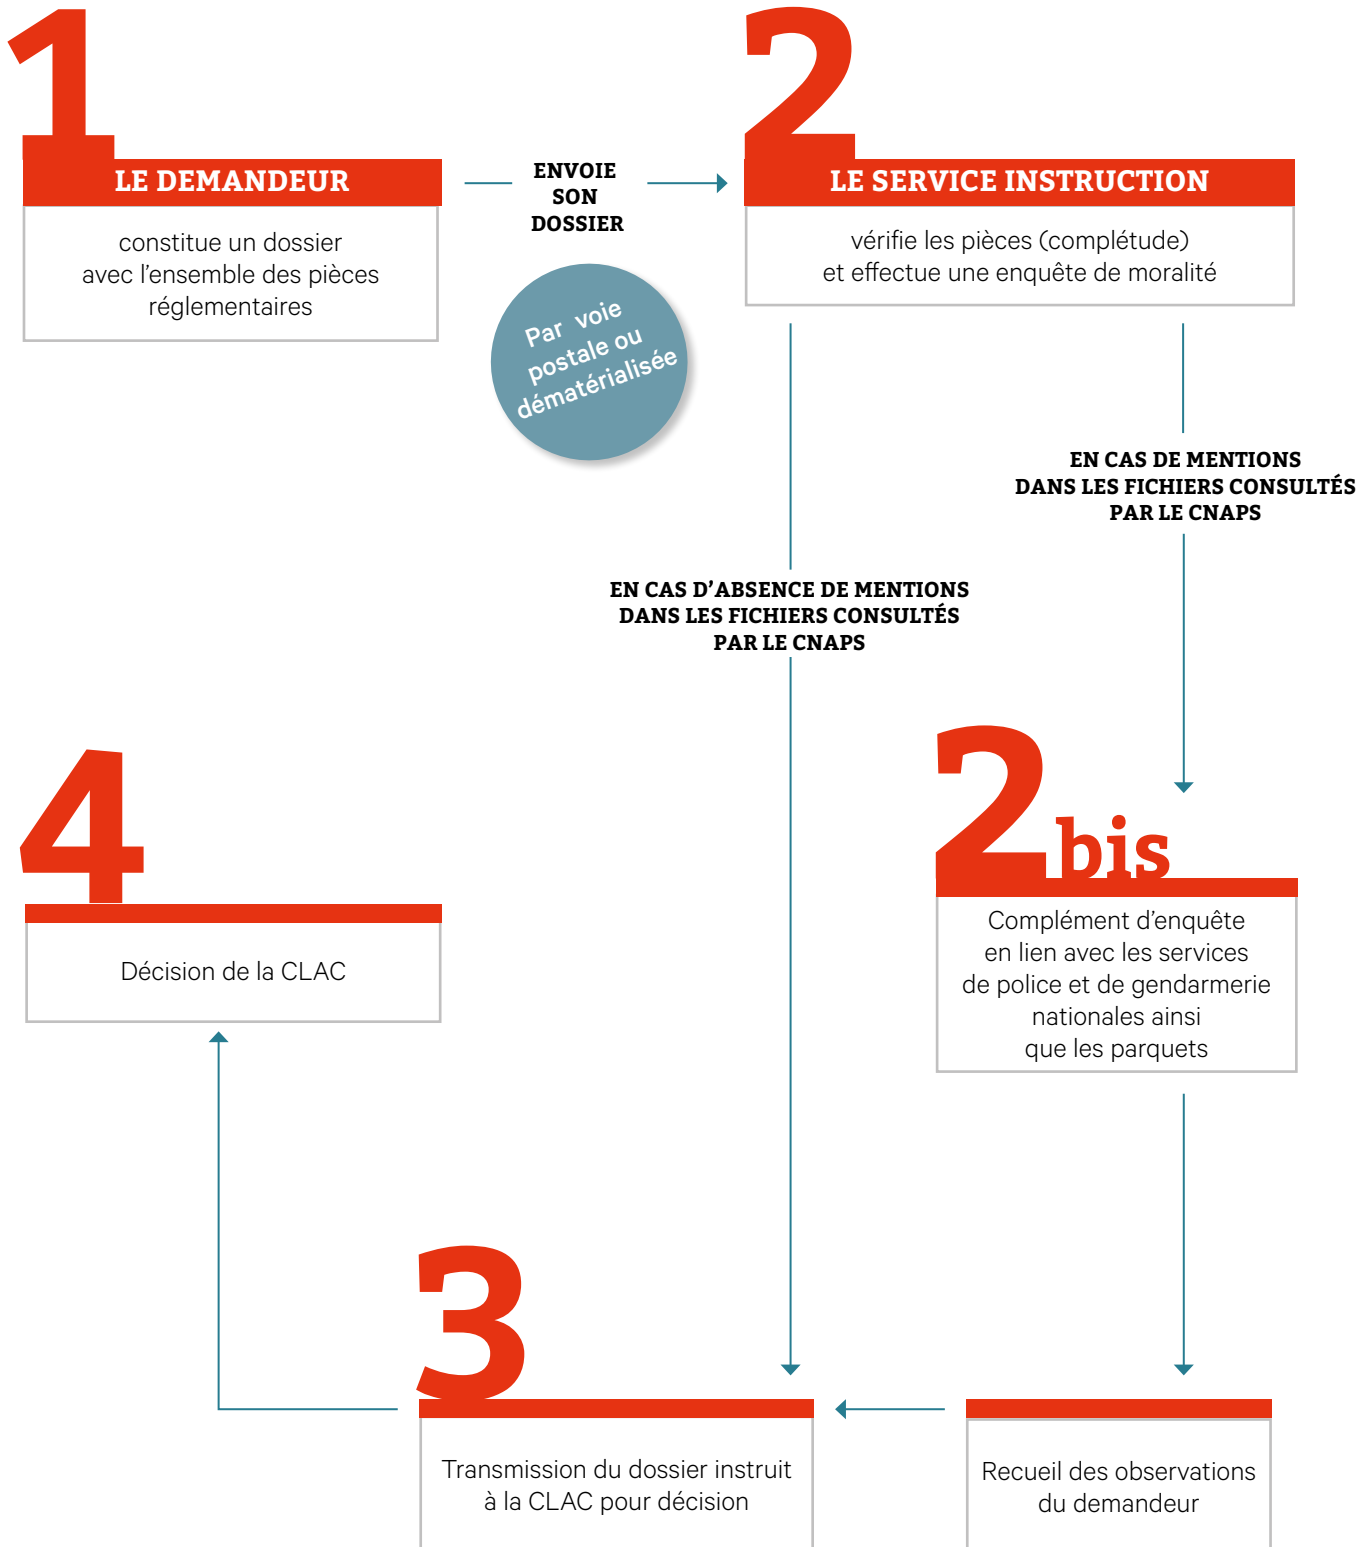 1
LE DEMANDEUR
constitue un dossier
avec l’ensemble des pièces
réglementaires
ENVOIE
SON
DOSSIER
Par voie
postale ou
dématérialisée
2
LE SERVICE INSTRUCTION
vérifie les pièces (complétude)
et effectue une enquête de moralité
EN CAS DE MENTIONS
DANS LES FICHIERS CONSULTÉS
PAR LE CNAPS
EN CAS D’ABSENCE DE MENTIONS
DANS LES FICHIERS CONSULTÉS
PAR LE CNAPS
2 bis
Complément d’enquête
en lien avec les services
de police et de gendarmerie
nationales ainsi
que les parquets
Recueil des observations
du demandeur
3
Transmission du dossier instruit
à la CLAC pour décision
4
Décision de la CLAC